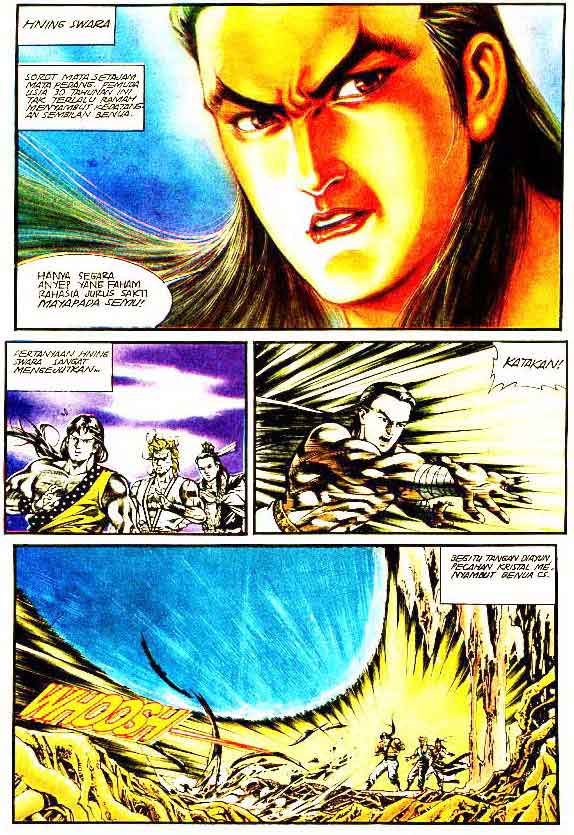 HNING SWARA
SOROT MATA SETAJAM
MATA PEDANG. PEMUDA
USIA 30 TAHUNAN INI
TAK TERLALU RAMAH
MENYAMBUT KEDATANG
AN SEMBILAN BENUA.
HANYA SEGARA
ANYEP YANG FAHAM
RAHASIA JURUS SAKTI
MAYAPADA SEMU!
PERTANYAAN HNING
SWARA SANGAT
MENGEJUTKAN...
KATAKAN!
BEGITU TANGAN DIAYUN,
PECAHAN KRISTAL ME
NYAMBUT BENUA CS.
WHOOSH